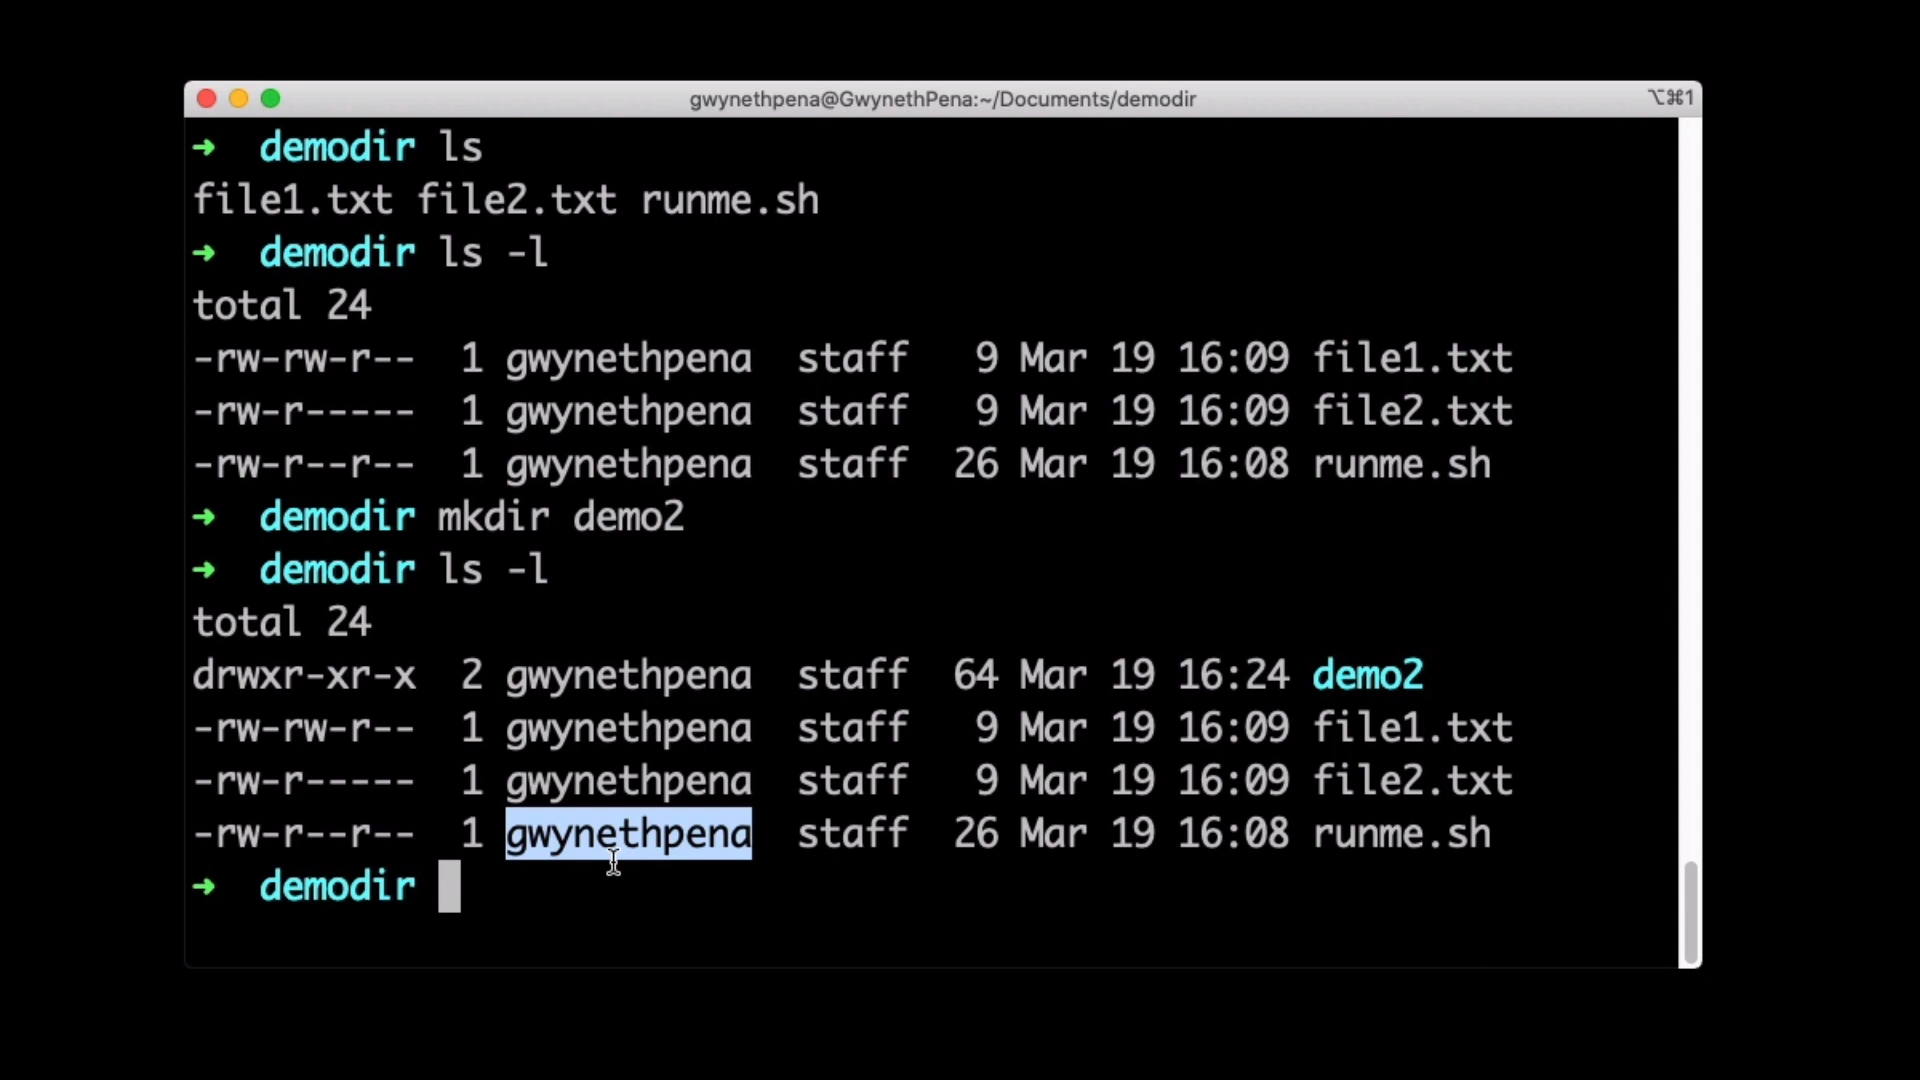 gwynethpena@GwynethPena:~/Documents/demodir ⌥⌘1
➜ demodir ls
file1.txt file2.txt runme.sh
➜ demodir ls -l
total 24
-rw-rw-r-- 1 gwynethpena staff 9 Mar 19 16:09 file1.txt
-rw-r----- 1 gwynethpena staff 9 Mar 19 16:09 file2.txt
-rw-r--r-- 1 gwynethpena staff 26 Mar 19 16:08 runme.sh
➜ demodir mkdir demo2
➜ demodir ls -l
total 24
drwxr-xr-x 2 gwynethpena staff 64 Mar 19 16:24 demo2
-rw-rw-r-- 1 gwynethpena staff 9 Mar 19 16:09 file1.txt
-rw-r----- 1 gwynethpena staff 9 Mar 19 16:09 file2.txt
-rw-r--r-- 1 gwynethpena staff 26 Mar 19 16:08 runme.sh
➜ demodir